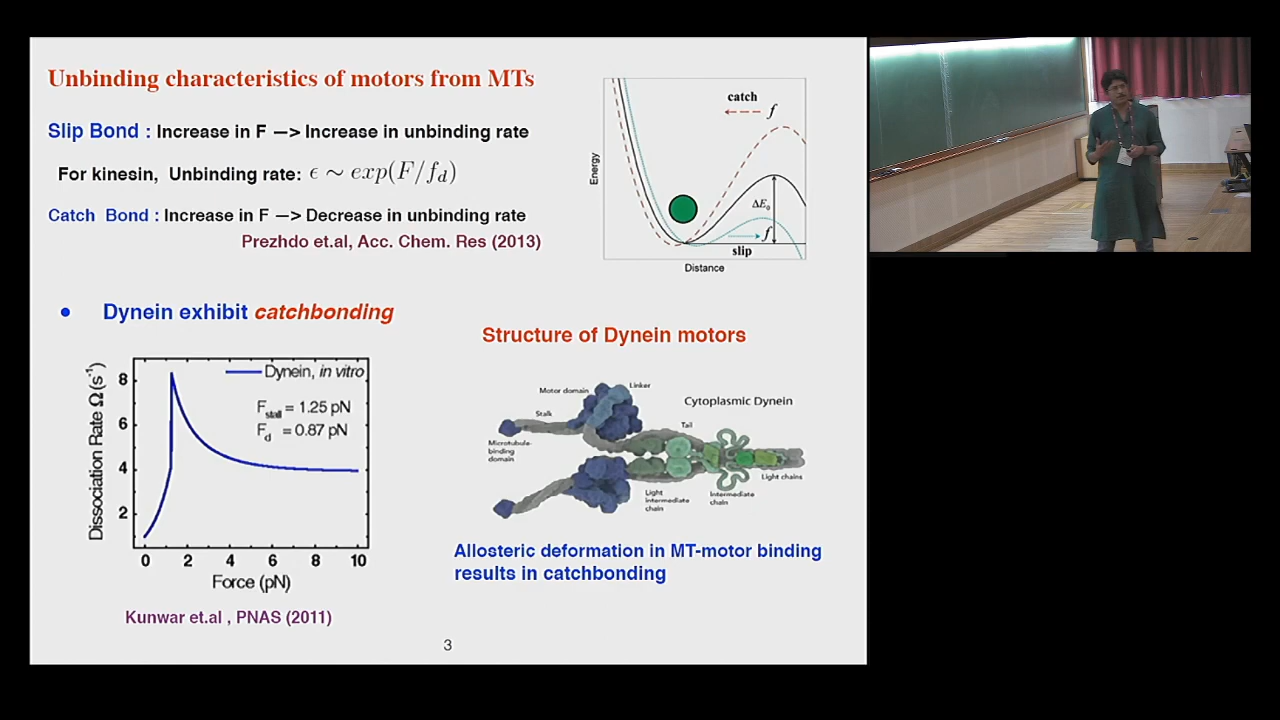 Unbinding characteristics of motors from MTs
Slip Bond : Increase in F —> Increase in unbinding rate
For kinesin, Unbinding rate: ϵ ∼ exp(F/f_d)
Catch Bond : Increase in F —> Decrease in unbinding rate
Prezhdo et.al, Acc. Chem. Res (2013)
catch
f
Energy
ΔE₀
f
slip
Distance
• Dynein exhibit catchbonding
Dissociation Rate Ω(s⁻¹)
8
6
4
2
Dynein, in vitro
F_stall = 1.25 pN
F_d = 0.87 pN
0 2 4 6 8 10
Force (pN)
Kunwar et.al , PNAS (2011)
Structure of Dynein motors
Motor domain
Linker
Cytoplasmic Dynein
Stalk
Tail
Microtubule-
binding
domain
Light
intermediate
chain
Intermediate
chain
Light chains
Allosteric deformation in MT-motor binding
results in catchbonding
3